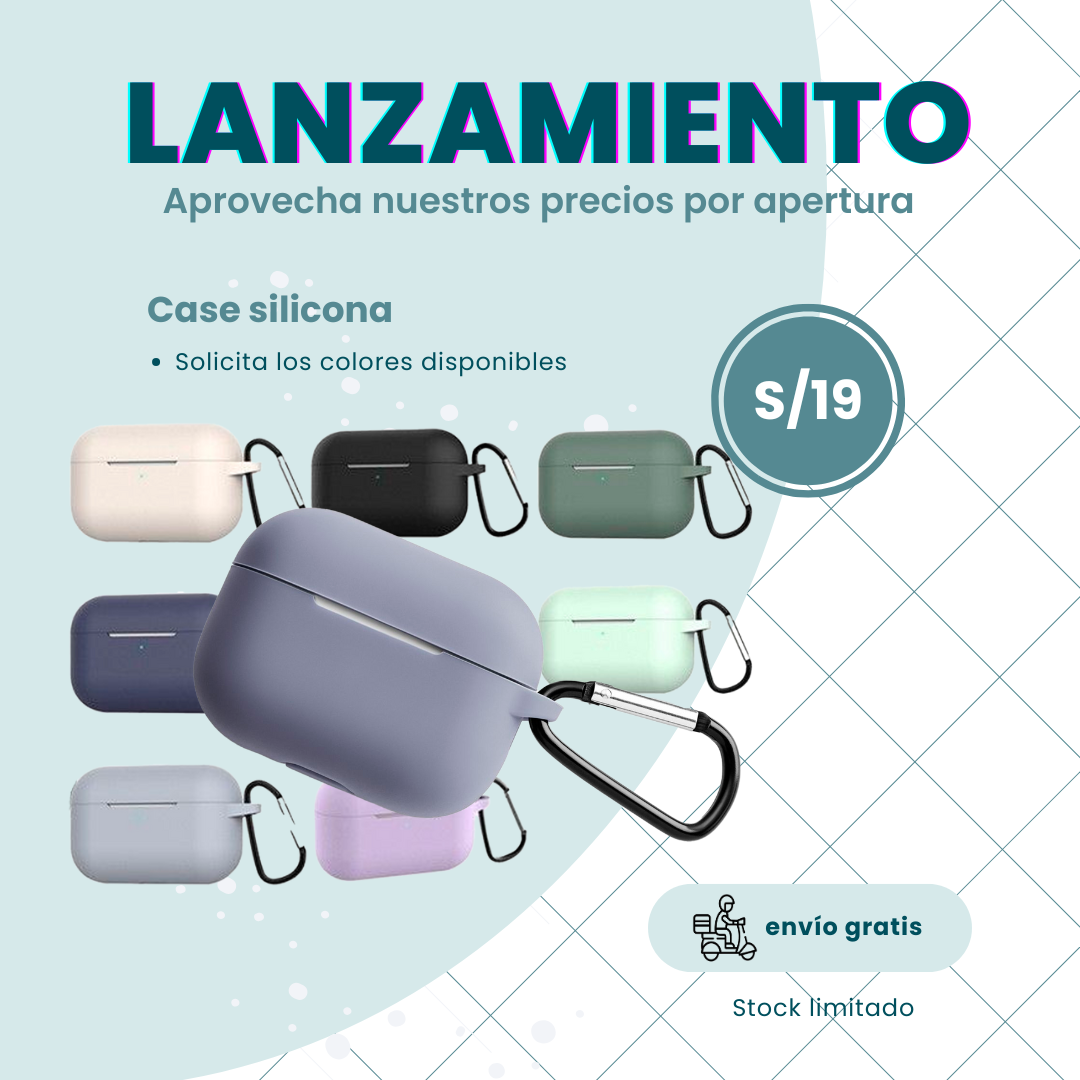 LANZAMIENTO
Aprovecha nuestros precios por apertura
Case silicona
• Solicita los colores disponibles
S/19
envío gratis
Stock limitado